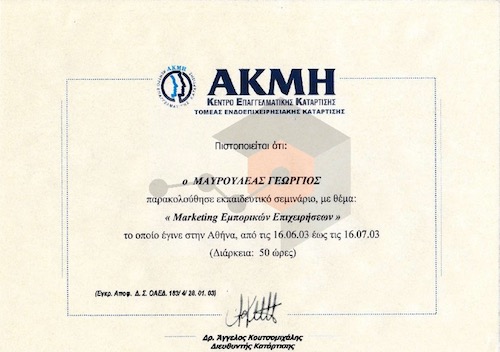 ΑΚΜΗ
ΑΚΜΗ
ΚΕΝΤΡΟ ΕΠΑΓΓΕΛΜΑΤΙΚΗΣ ΚΑΤΑΡΤΙΣΗΣ
ΤΟΜΕΑΣ ΕΝΔΟΕΠΙΧΕΙΡΗΣΙΑΚΗΣ ΚΑΤΑΡΤΙΣΗΣ
Πιστοποιείται ότι:
ο ΜΑΥΡΟΥΛΕΑΣ ΓΕΩΡΓΙΟΣ
παρακολούθησε εκπαιδευτικό σεμινάριο, με θέμα:
« Marketing Εμπορικών Επιχειρήσεων »
το οποίο έγινε στην Αθήνα, από τις 16.06.03 έως τις 16.07.03
(Διάρκεια: 50 ώρες)
(Εγκρ. Αποφ. Δ. Σ. ΟΑΕΔ. 183/ 4/ 28. 01. 03)
Δρ. Άγγελος Κουτσομιχάλης
Διευθυντής Κατάρτισης